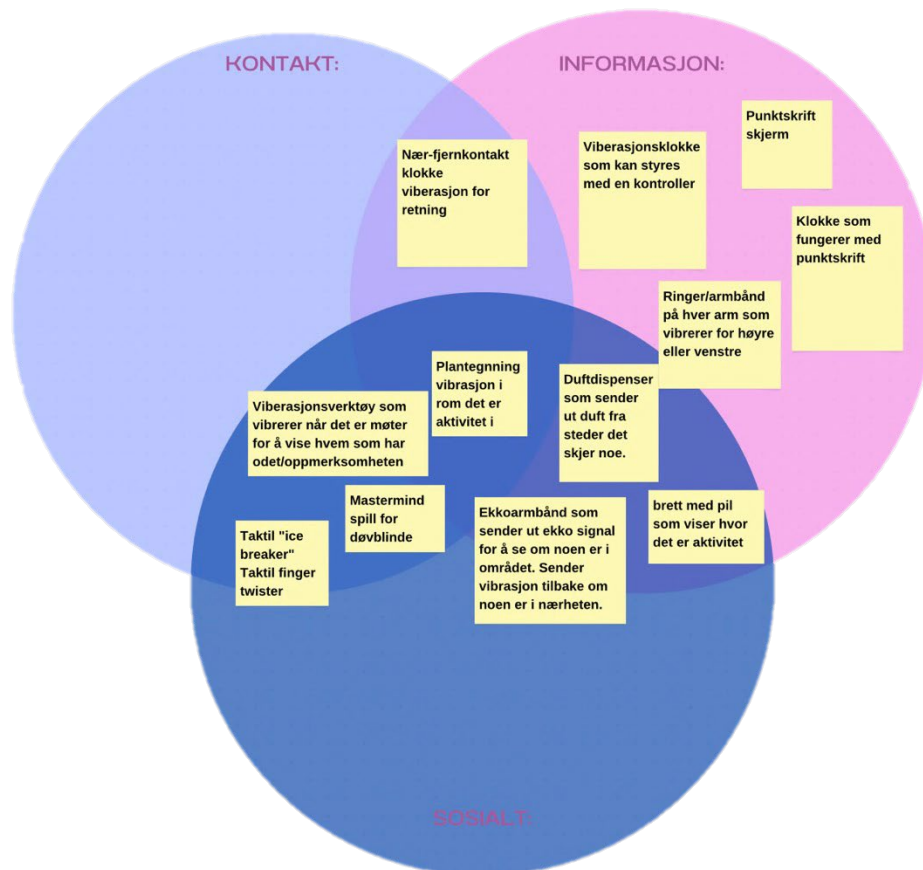 KONTAKT:
INFORMASJON:
Punktskrift
skjerm
Nær-fjernkontakt
klokke
viberasjon for
retning
Viberasjonsklokke
som kan styres
med en kontroller
Klokke som
fungerer med
punktskrift
Ringer/armbånd
på hver arm som
vibrerer for høyre
eller venstre
Plantegnning
vibrasjon i
rom det er
aktivitet i
Duftdispenser
som sender
ut duft fra
steder det
skjer noe.
Viberasjonsverktøy som
vibrerer når det er møter
for å vise hvem som har
odet/oppmerksomheten
Mastermind
spill for
døvblinde
Taktil "ice
breaker"
Taktil finger
twister
Ekkoarmbånd som
sender ut ekko signal
for å se om noen er i
området. Sender
vibrasjon tilbake om
noen er i nærheten.
brett med pil
som viser hvor
det er aktivitet
SOSIALT: